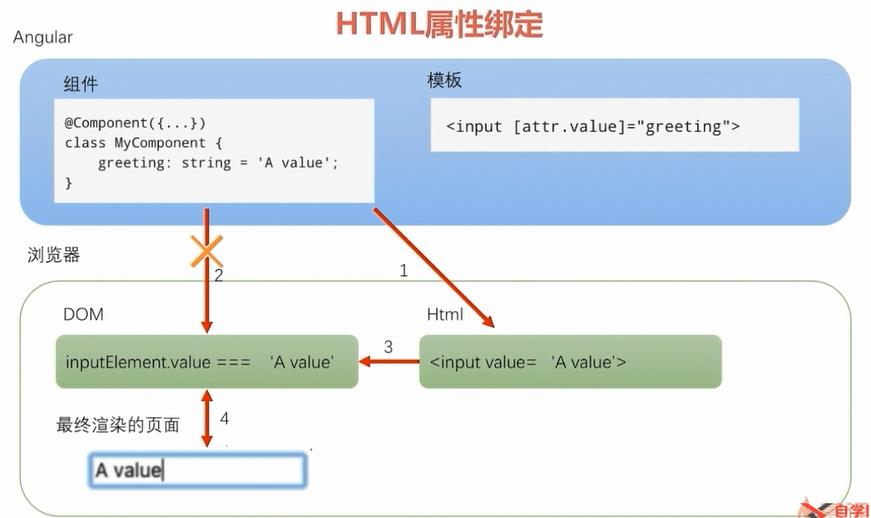 HTML属性绑定
Angular
组件
模板
@Component({...})
class MyComponent {
greeting: string = 'A value';
}
<input [attr.value]="greeting">
浏览器
2
1
DOM
Html
inputElement.value === ‘A value’
3
<input value= ‘A value’>
最终渲染的页面
4
A value
自学